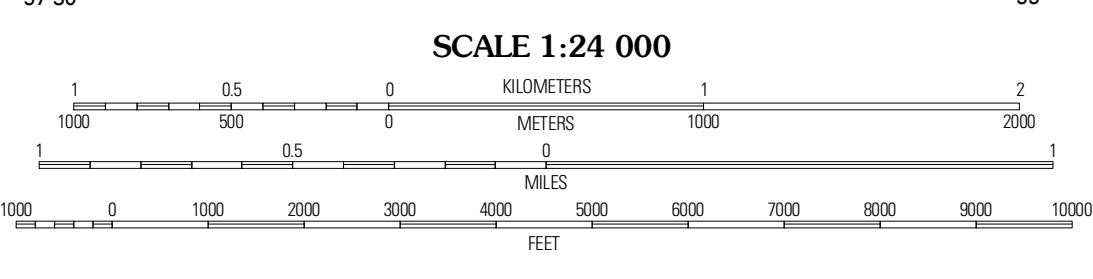 SCALE 1:24 000
1 0.5 0 KILOMETERS 1 2
1000 500 0 METERS 1000 2000
1 0.5 0 1
MILES
1000 0 1000 2000 3000 4000 5000 6000 7000 8000 9000 10000
FEET